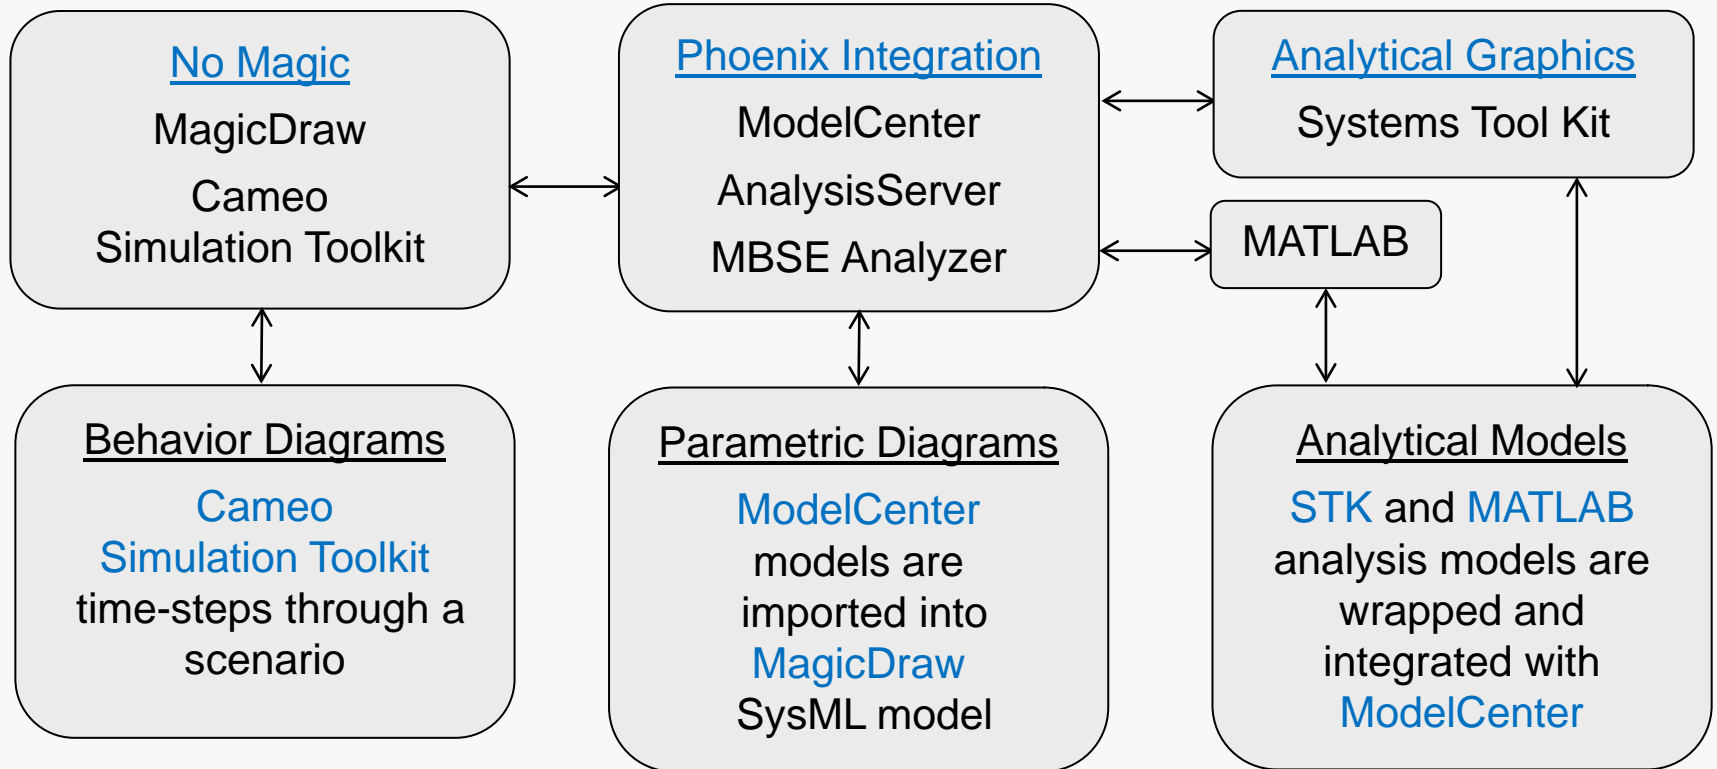 No Magic
MagicDraw
Cameo
Simulation Toolkit
Phoenix Integration
ModelCenter
AnalysisServer
MBSE Analyzer
Analytical Graphics
Systems Tool Kit
MATLAB
Behavior Diagrams
Cameo
Simulation Toolkit
time-steps through a
scenario
Parametric Diagrams
ModelCenter
models are
imported into
MagicDraw
SysML model
Analytical Models
STK and MATLAB
analysis models are
wrapped and
integrated with
ModelCenter